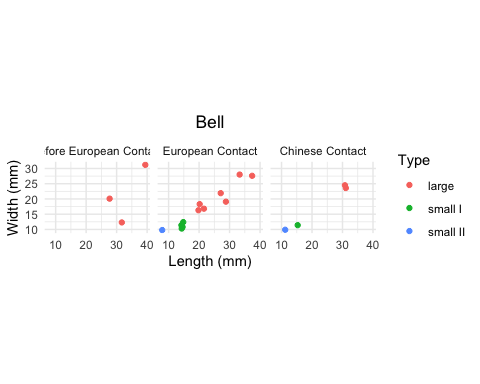 Bell
fore European Conta
European Contact
Chinese Contact
Width (mm)
30
25
20
15
10
10 20 30 40
10 20 30 40
10 20 30 40
Length (mm)
Type
large
small I
small II